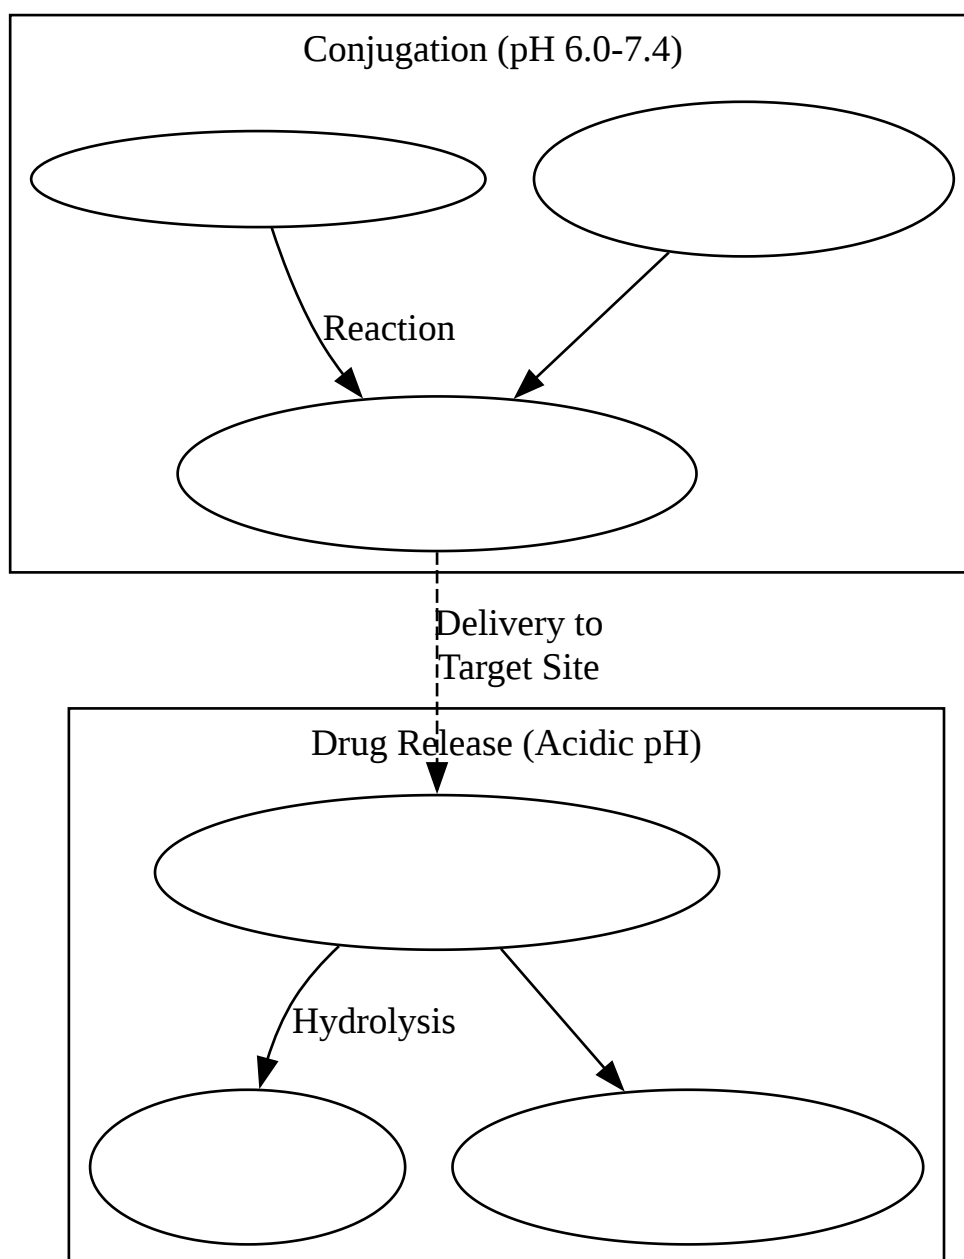 Conjugation (pH 6.0-7.4)
Reaction
Delivery to
Target Site
Drug Release (Acidic pH)
Hydrolysis